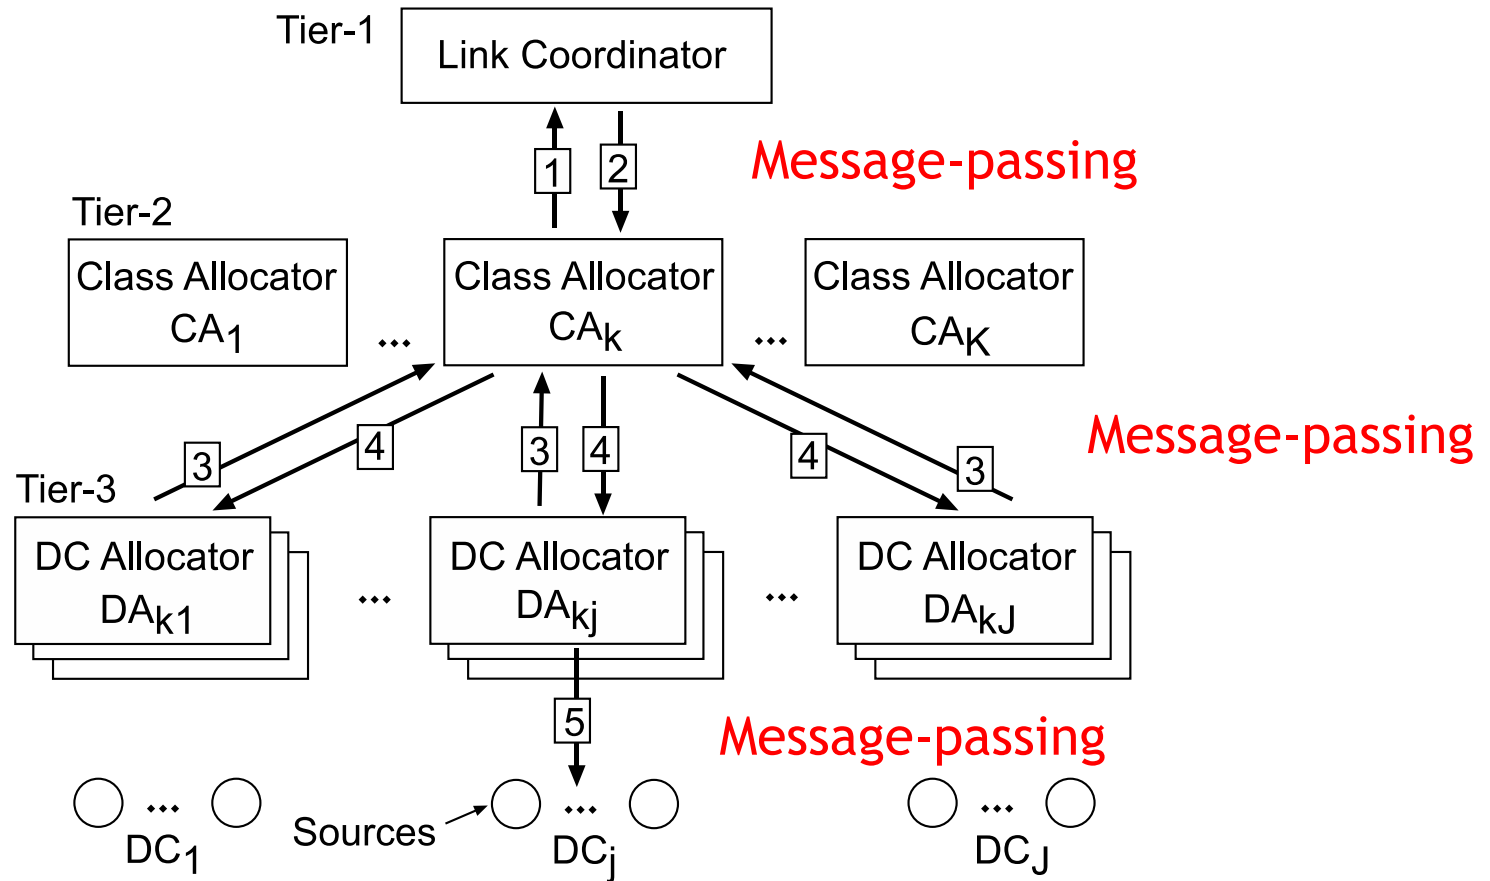 Tier-1
Link Coordinator
1
2
Message-passing
Tier-2
Class Allocator
CA1
...
Class Allocator
CAk
...
Class Allocator
CAK
3
4
3
4
4
3
Message-passing
Tier-3
DC Allocator
DAk1
...
DC Allocator
DAkj
...
DC Allocator
DAkJ
5
Message-passing
...
DC1
Sources
...
DCj
...
DCJ